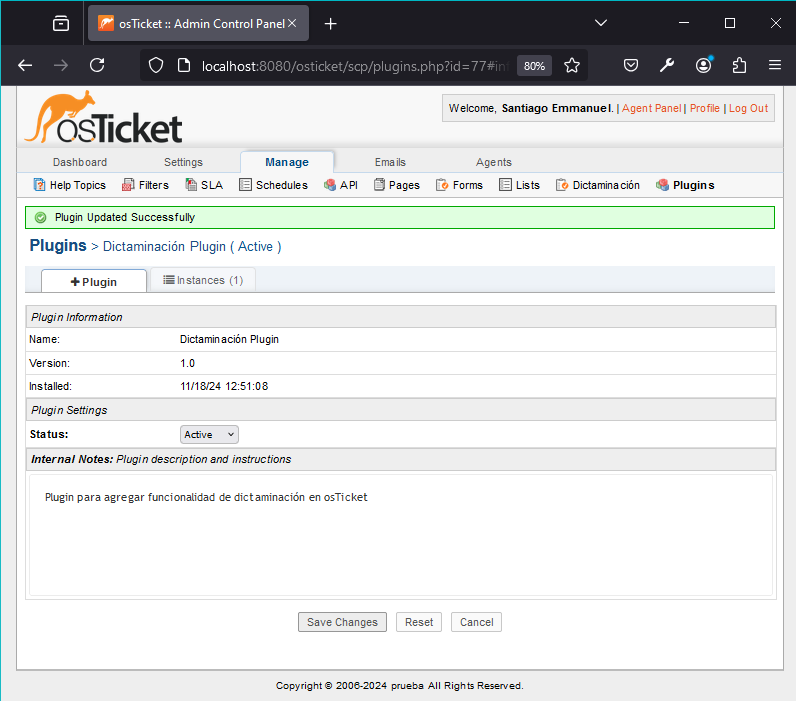 osTicket :: Admin Control Panel
localhost:8080/osticket/scp/plugins.php?id=77#in
80%
osTicket
Welcome, Santiago Emmanuel. | Agent Panel | Profile | Log Out
Dashboard Settings Manage Emails Agents
Help Topics Filters SLA Schedules API Pages Forms Lists Dictaminación Plugins
Plugin Updated Successfully
Plugins > Dictaminación Plugin ( Active )
Plugin Instances (1)
Plugin Information
Name: Dictaminación Plugin
Version: 1.0
Installed: 11/18/24 12:51:08
Plugin Settings
Status: Active
Internal Notes: Plugin description and instructions
Plugin para agregar funcionalidad de dictaminación en osTicket
Save Changes Reset Cancel
Copyright © 2006-2024 prueba All Rights Reserved.